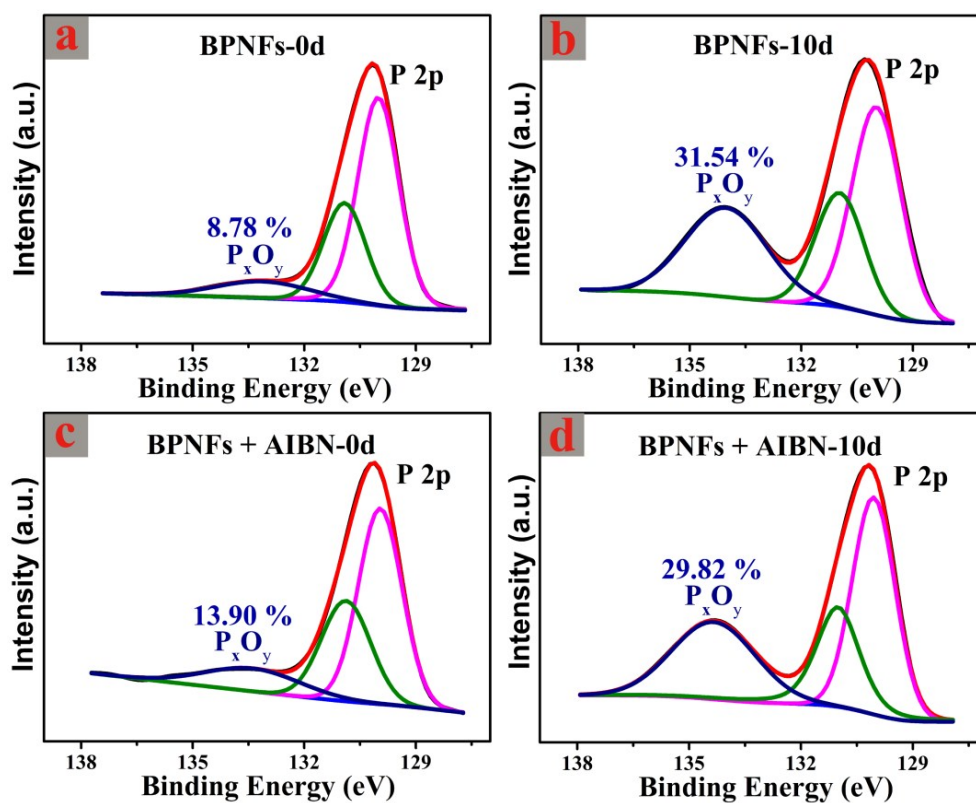 a
BPNFs-0d
P 2p
8.78 %
PxOy
Intensity (a.u.)
138 135 132 129
Binding Energy (eV)
b
BPNFs-10d
P 2p
31.54 %
PxOy
Intensity (a.u.)
138 135 132 129
Binding Energy (eV)
c
BPNFs + AIBN-0d
P 2p
13.90 %
PxOy
Intensity (a.u.)
138 135 132 129
Binding Energy (eV)
d
BPNFs + AIBN-10d
P 2p
29.82 %
PxOy
Intensity (a.u.)
138 135 132 129
Binding Energy (eV)